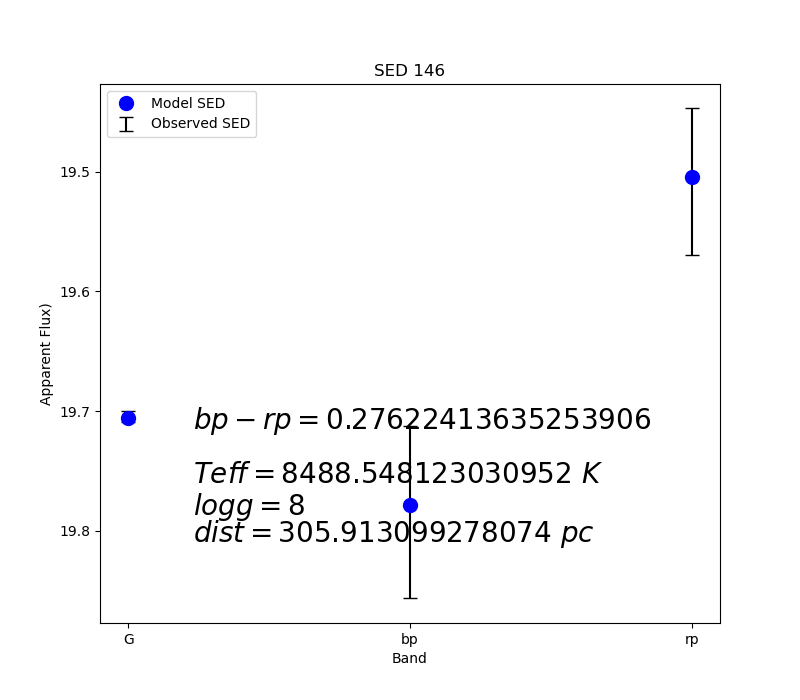 SED 146
Model SED
Observed SED
19.5
19.6
19.7
19.8
Apparent Flux)
bp − rp = 0.27622413635253906
Teff = 8488.548123030952 K
logg = 8
dist = 305.913099278074 pc
G bp rp
Band